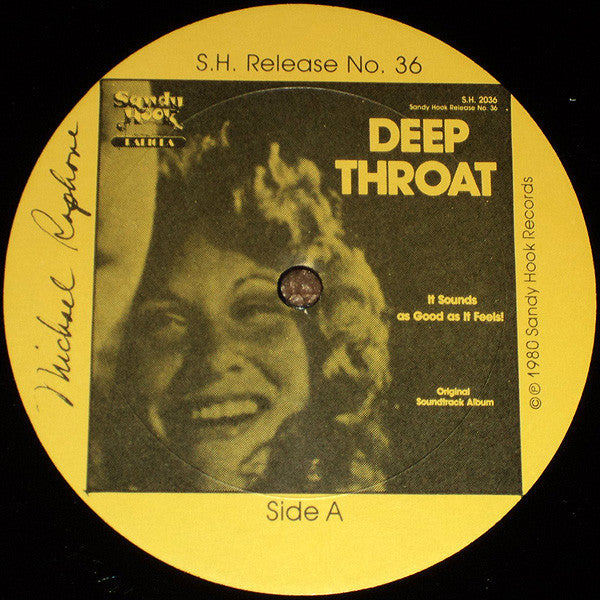 S.H. Release No. 36
Sandy
Hook
S.H. 2036
Sandy Hook Release No. 36
DEEP
THROAT
It Sounds
as Good as It Feels!
Original
Soundtrack Album
Michael
© ℗ 1980 Sandy Hook Records
Side A